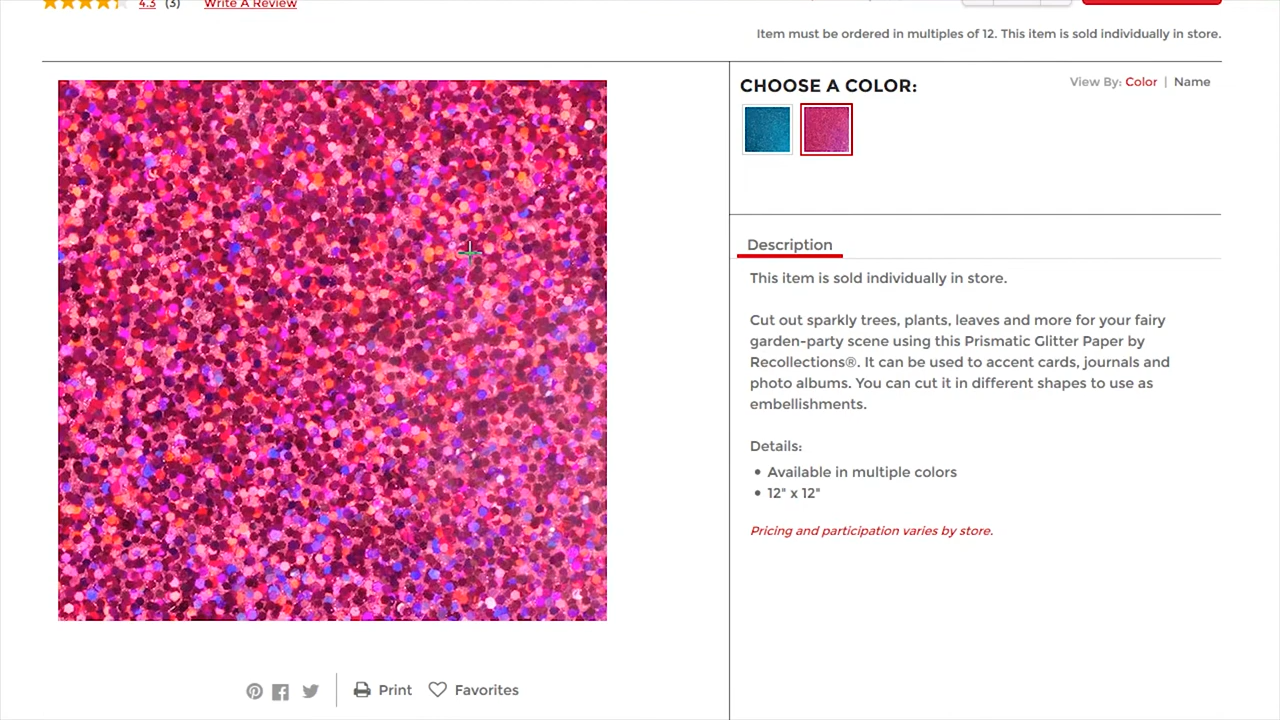 4.3 (3) Write A Review
Item must be ordered in multiples of 12. This item is sold individually in store.
CHOOSE A COLOR:
View By: Color | Name
Description
This item is sold individually in store.
Cut out sparkly trees, plants, leaves and more for your fairy
garden-party scene using this Prismatic Glitter Paper by
Recollections®. It can be used to accent cards, journals and
photo albums. You can cut it in different shapes to use as
embellishments.
Details:
• Available in multiple colors
• 12" x 12"
Pricing and participation varies by store.
Print Favorites